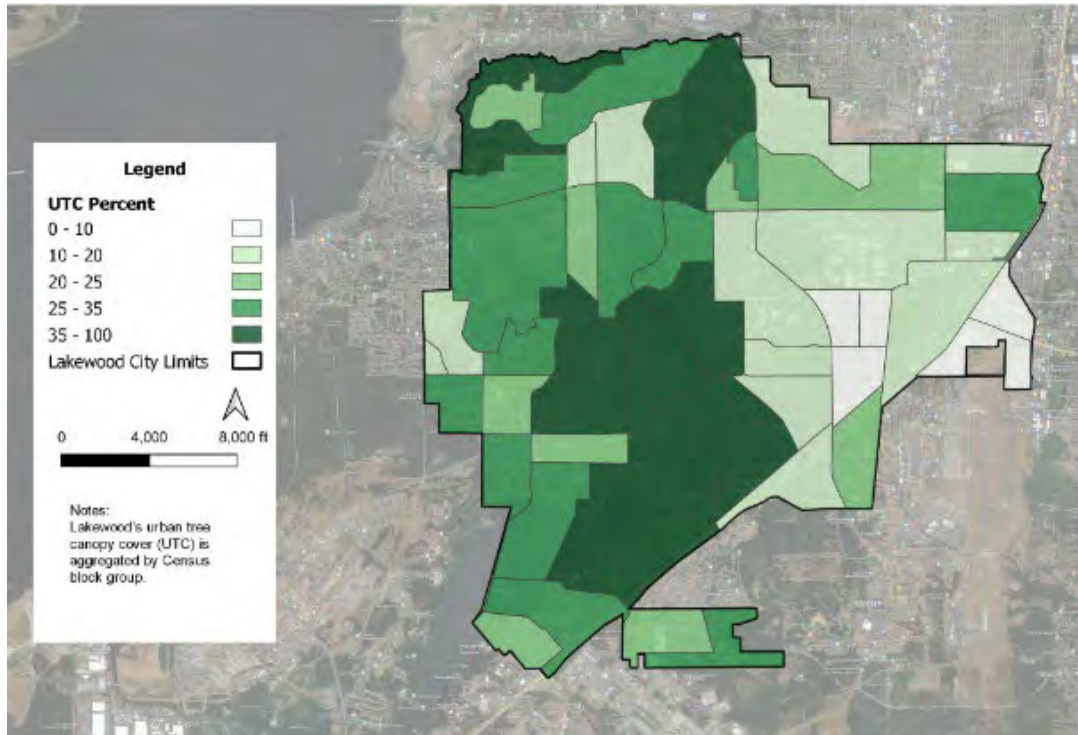 Legend
UTC Percent
0 - 10
10 - 20
20 - 25
25 - 35
35 - 100
Lakewood City Limits
0 4,000 8,000 ft
Notes:
Lakewood's urban tree
canopy cover (UTC) is
aggregated by Census
block group.